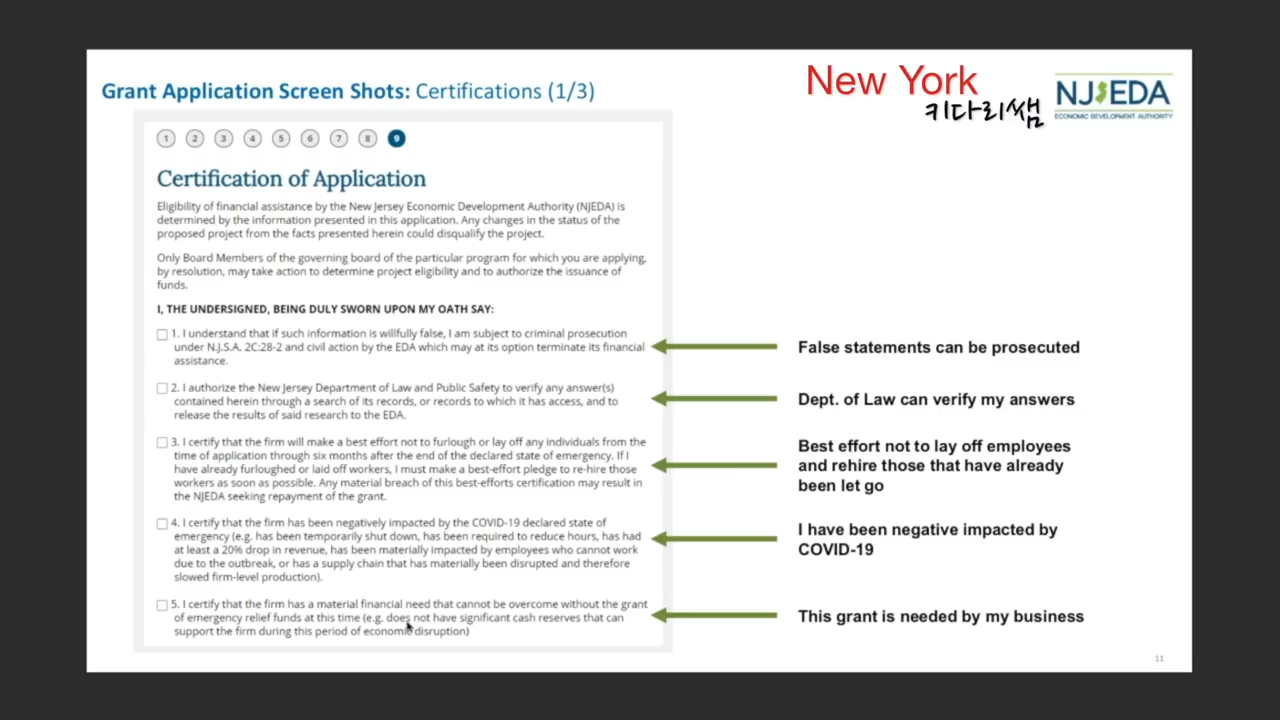 Grant Application Screen Shots: Certifications (1/3)
New York
키다리쌤
NJEDA
ECONOMIC DEVELOPMENT AUTHORITY
1 2 3 4 5 6 7 8 9
Certification of Application
Eligibility of financial assistance by the New Jersey Economic Development Authority (NJEDA) is
determined by the information presented in this application. Any changes in the status of the
proposed project from the facts presented herein could disqualify the project.
Only Board Members of the governing board of the particular program for which you are applying,
by resolution, may take action to determine project eligibility and to authorize the issuance of
funds.
I, THE UNDERSIGNED, BEING DULY SWORN UPON MY OATH SAY:
1. I understand that if such information is willfully false, I am subject to criminal prosecution
under N.J.S.A. 2C:28-2 and civil action by the EDA which may at its option terminate its financial
assistance.
False statements can be prosecuted
2. I authorize the New Jersey Department of Law and Public Safety to verify any answer(s)
contained herein through a search of its records, or records to which it has access, and to
release the results of said research to the EDA.
Dept. of Law can verify my answers
3. I certify that the firm will make a best effort not to furlough or lay off any individuals from the
time of application through six months after the end of the declared state of emergency. If I
have already furloughed or laid off workers, I must make a best-effort pledge to re-hire those
workers as soon as possible. Any material breach of this best-efforts certification may result in
the NJEDA seeking repayment of the grant.
Best effort not to lay off employees
and rehire those that have already
been let go
4. I certify that the firm has been negatively impacted by the COVID-19 declared state of
emergency (e.g. has been temporarily shut down, has been required to reduce hours, has had
at least a 20% drop in revenue, has been materially impacted by employees who cannot work
due to the outbreak, or has a supply chain that has materially been disrupted and therefore
slowed firm-level production).
I have been negative impacted by
COVID-19
5. I certify that the firm has a material financial need that cannot be overcome without the grant
of emergency relief funds at this time (e.g. does not have significant cash reserves that can
support the firm during this period of economic disruption)
This grant is needed by my business
11